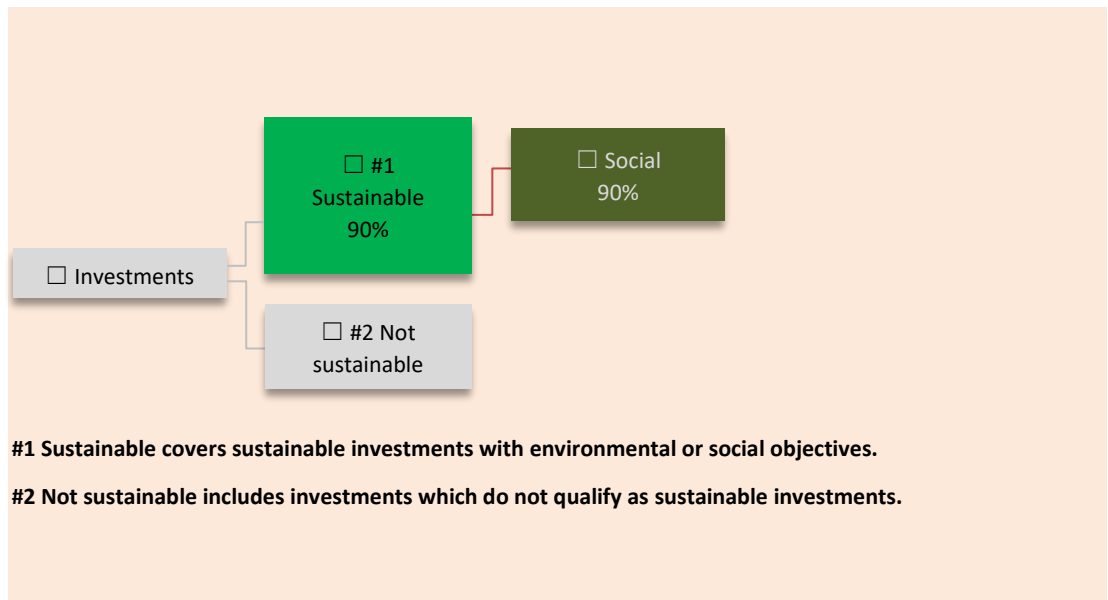 ☐ #1
Sustainable
90%
☐ Social
90%
☐ Investments
☐ #2 Not
sustainable
#1 Sustainable covers sustainable investments with environmental or social objectives.
#2 Not sustainable includes investments which do not qualify as sustainable investments.